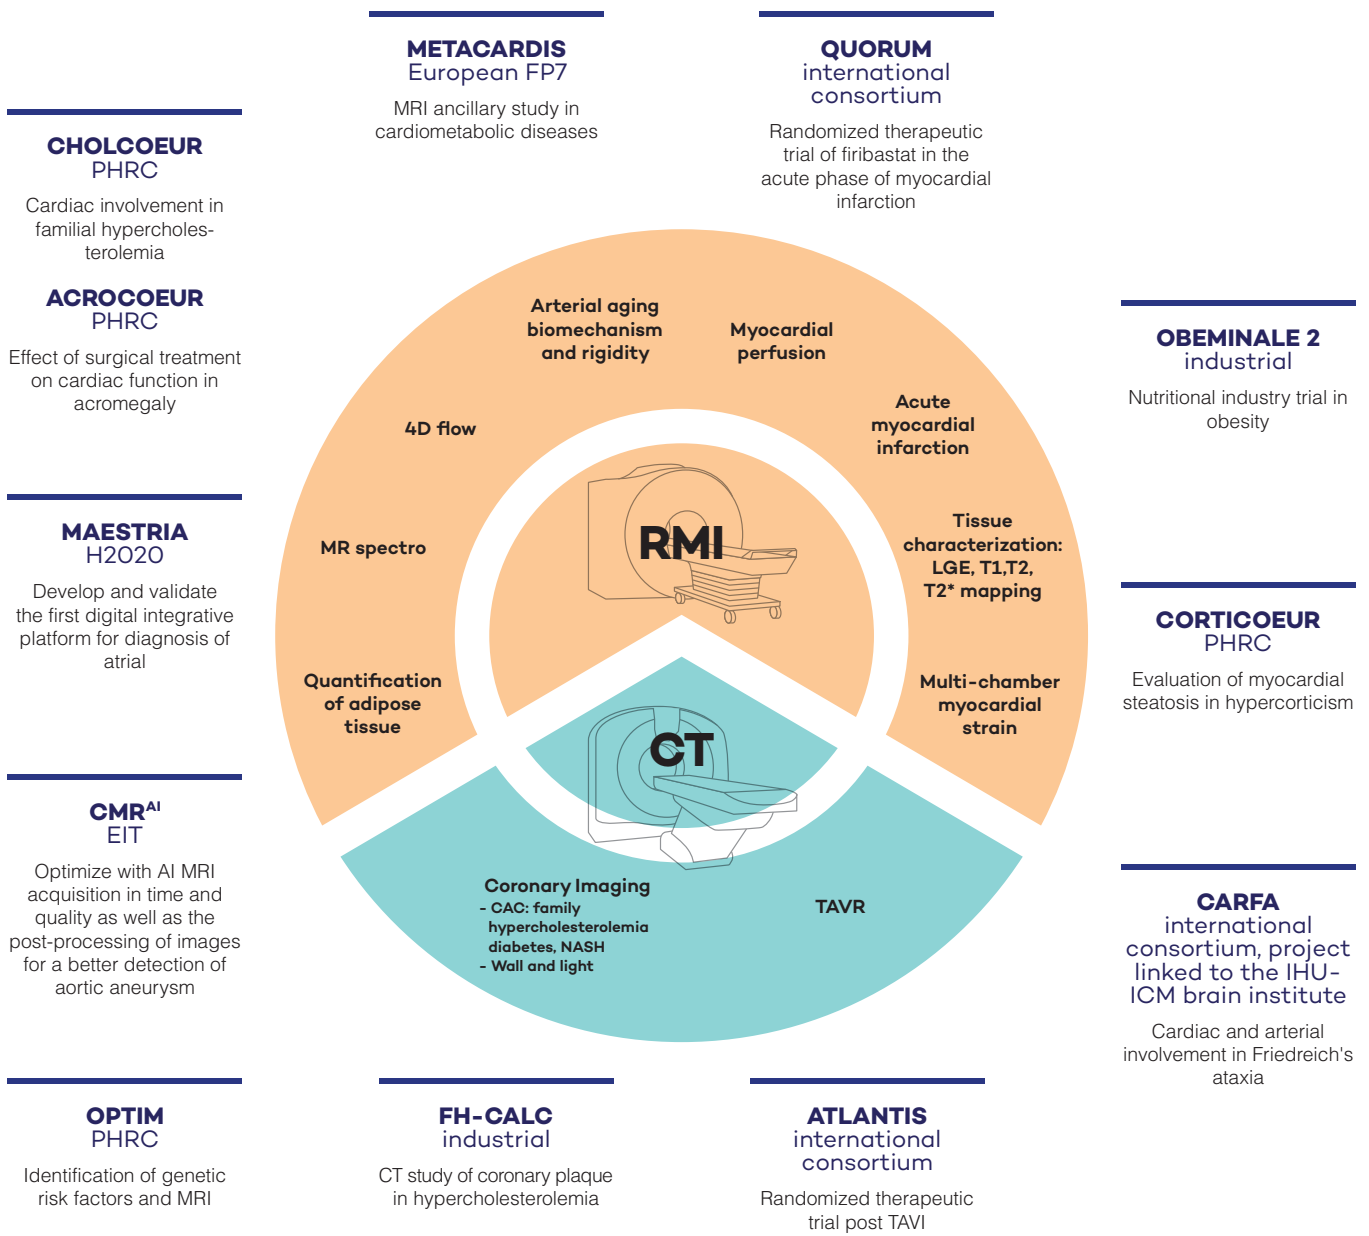 METACARDIS
European FP7
MRI ancillary study in
cardiometabolic diseases
QUORUM
international
consortium
Randomized therapeutic
trial of firibastat in the
acute phase of myocardial
infarction
CHOLCOEUR
PHRC
Cardiac involvement in
familial hypercholes-
terolemia
ACROCOEUR
PHRC
Effect of surgical treatment
on cardiac function in
acromegaly
MAESTRIA
H2020
Develop and validate
the first digital integrative
platform for diagnosis of
atrial
CMRAI
EIT
Optimize with AI MRI
acquisition in time and
quality as well as the
post-processing of images
for a better detection of
aortic aneurysm
OPTIM
PHRC
Identification of genetic
risk factors and MRI
Arterial aging
biomechanism
and rigidity
Myocardial
perfusion
4D flow
Acute
myocardial
infarction
MR spectro
RMI
Tissue
characterization:
LGE, T1,T2,
T2* mapping
Quantification
of adipose
tissue
Multi-chamber
myocardial
strain
CT
Coronary Imaging
- CAC: family
hypercholesterolemia
diabetes, NASH
- Wall and light
TAVR
OBEMINALE 2
industrial
Nutritional industry trial in
obesity
CORTICOEUR
PHRC
Evaluation of myocardial
steatosis in hypercorticism
CARFA
international
consortium, project
linked to the IHU-
ICM brain institute
Cardiac and arterial
involvement in Friedreich's
ataxia
FH-CALC
industrial
CT study of coronary plaque
in hypercholesterolemia
ATLANTIS
international
consortium
Randomized therapeutic
trial post TAVI